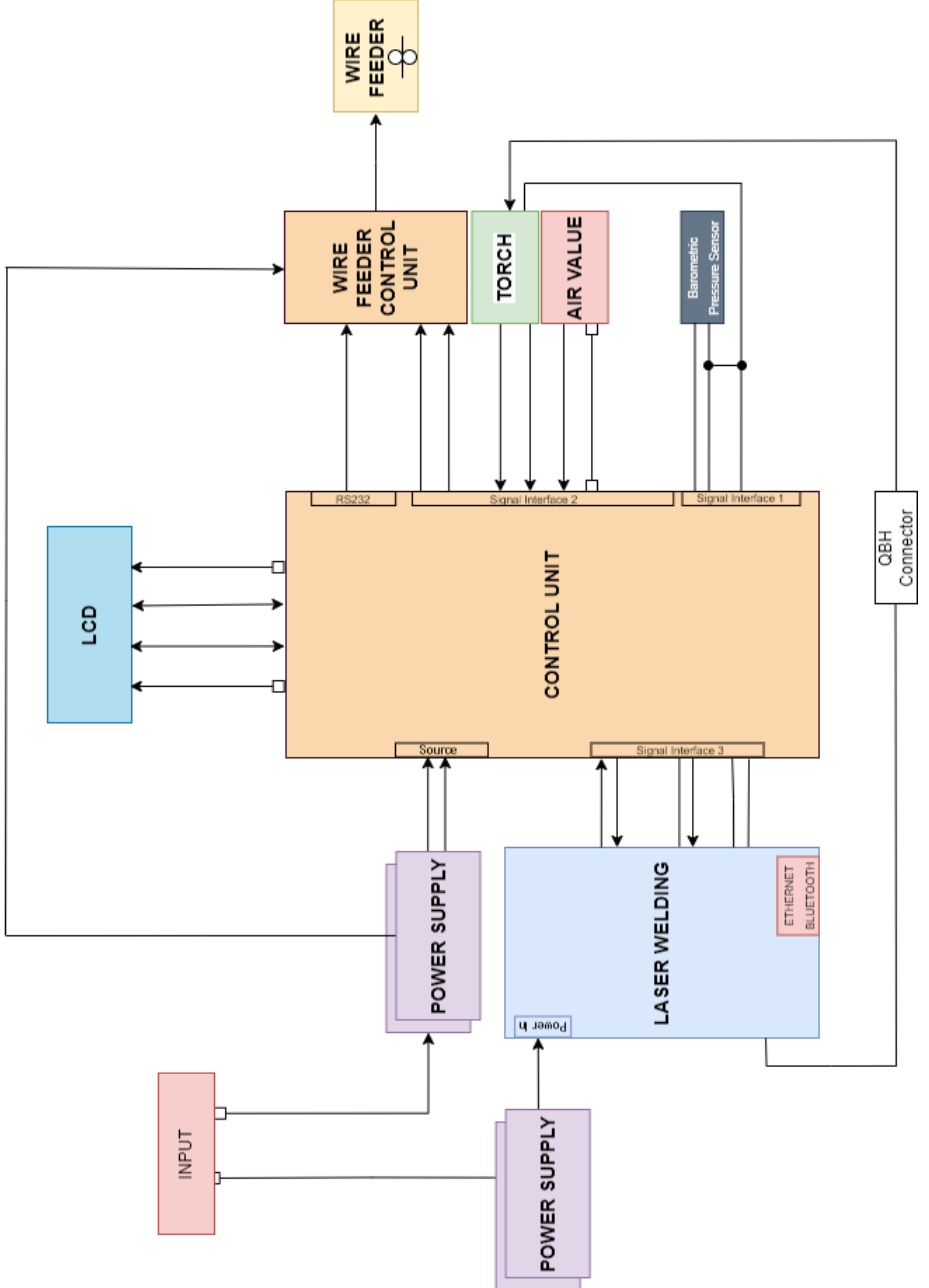 WIRE
FEEDER
WIRE
FEEDER
CONTROL
UNIT
TORCH
AIR VALUE
Barometric
Pressure Sensor
RS232
Signal Interface 2
Signal Interface 1
LCD
CONTROL UNIT
QBH
Connector
Source
Signal Interface 3
POWER SUPPLY
LASER WELDING
ETHERNET
BLUETOOTH
Power In
INPUT
POWER SUPPLY